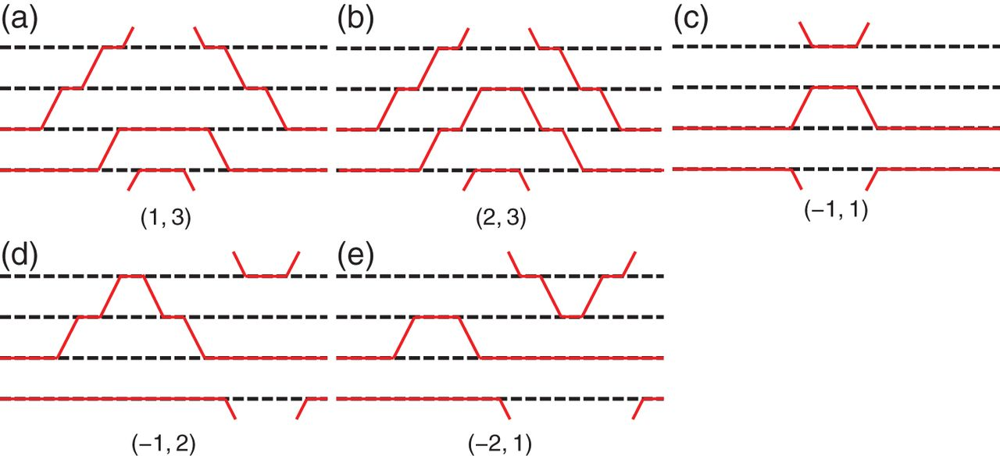 (a) (b) (c)
(1, 3) (2, 3) (−1, 1)
(d) (e)
(−1, 2) (−2, 1)